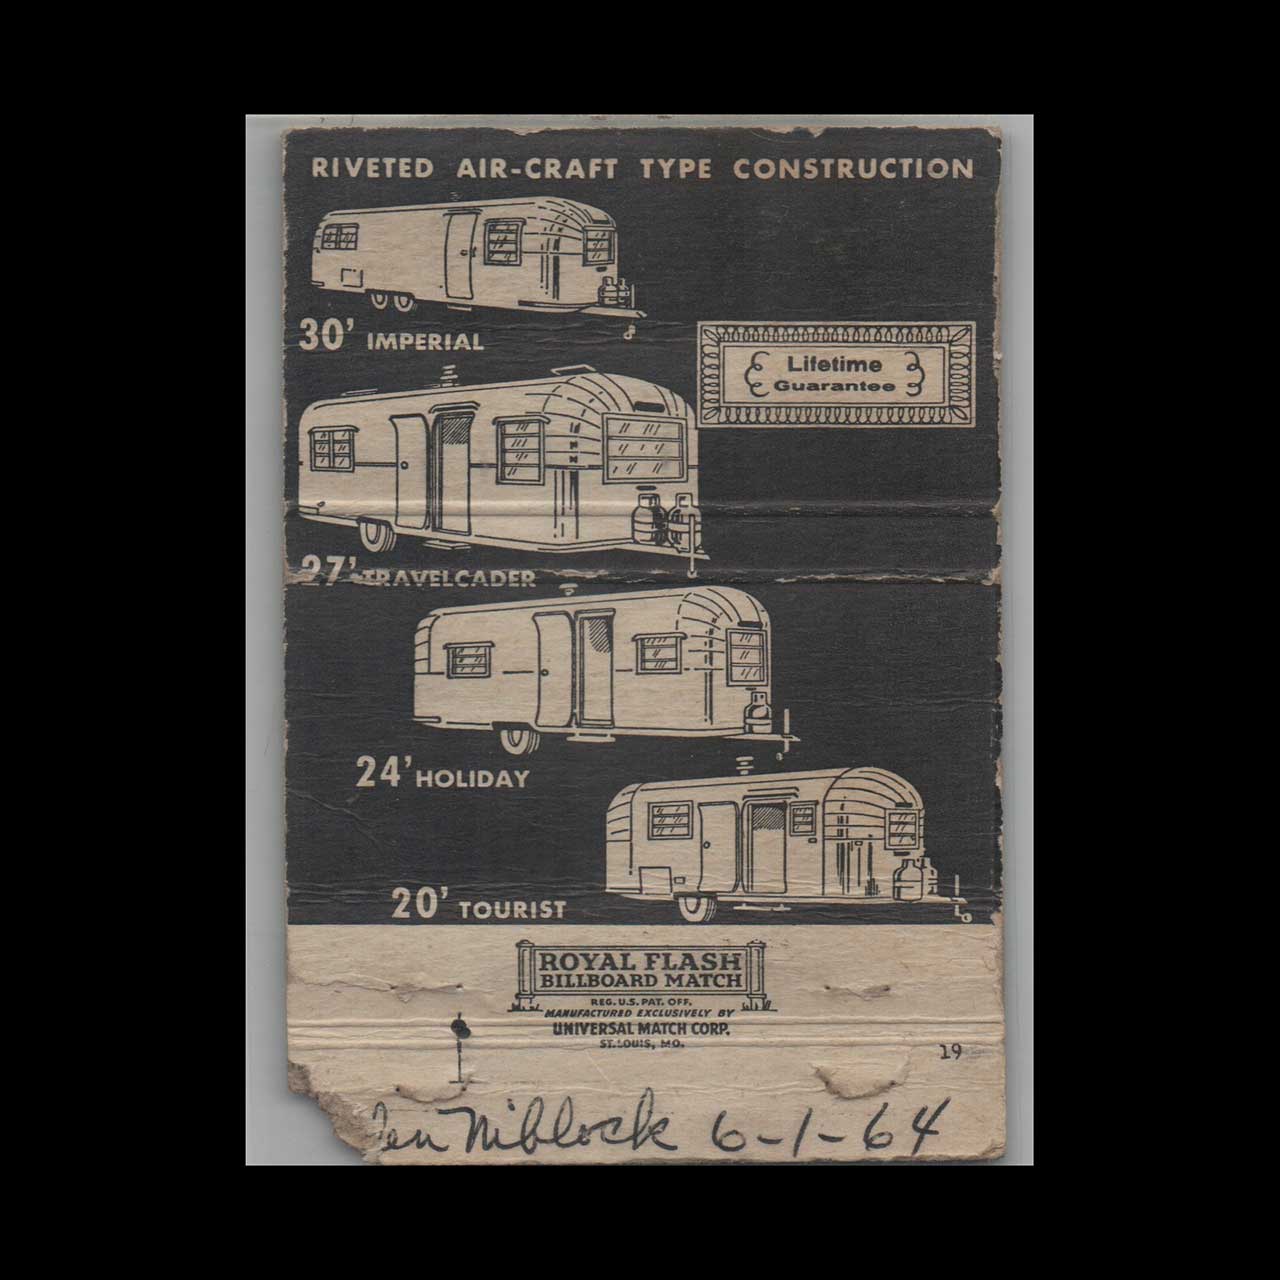 RIVETED AIR-CRAFT TYPE CONSTRUCTION
30' IMPERIAL
Lifetime
Guarantee
27' TRAVELCADER
24' HOLIDAY
20' TOURIST
ROYAL FLASH
BILLBOARD MATCH
REG. U.S. PAT. OFF.
MANUFACTURED EXCLUSIVELY BY
UNIVERSAL MATCH CORP.
ST. LOUIS, MO.
19
Niblock 6-1-64